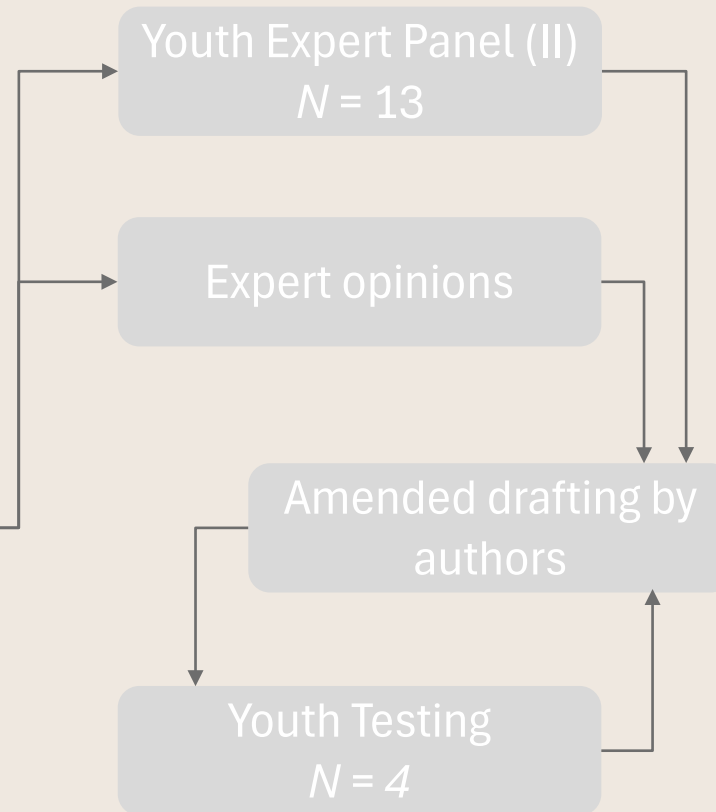 Youth Expert Panel (II)
N = 13
Expert opinions
Amended drafting by
authors
Youth Testing
N = 4